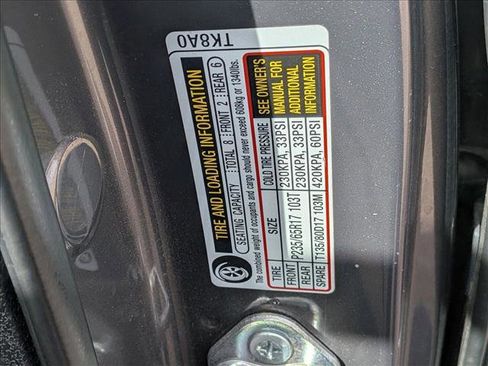 TIRE AND LOADING INFORMATION
SEATING CAPACITY TOTAL 8 FRONT 2 REAR 6
The combined weight of occupants and cargo should never exceed 608kg or 1340lbs.
TIRE SIZE COLD TIRE PRESSURE SEE OWNER'S
FRONT P235/65R17 103T 230KPA, 33PSI MANUAL FOR
REAR 230KPA, 33PSI ADDITIONAL
SPARE T135/80D17 103M 420KPA, 60PSI INFORMATION
TK8A0